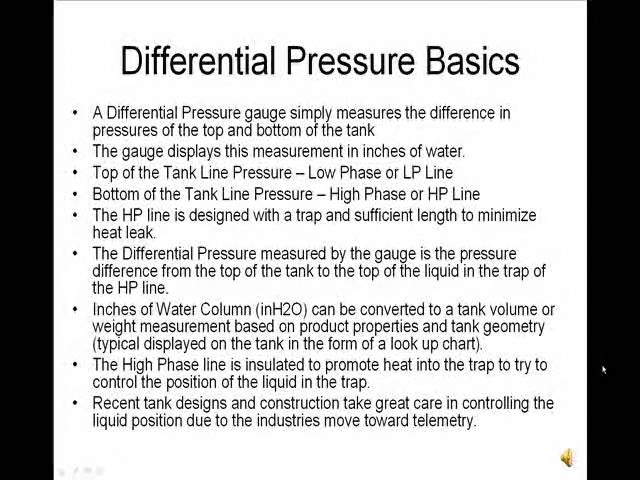 Differential Pressure Basics
• A Differential Pressure gauge simply measures the difference in
pressures of the top and bottom of the tank
• The gauge displays this measurement in inches of water.
• Top of the Tank Line Pressure – Low Phase or LP Line
• Bottom of the Tank Line Pressure – High Phase or HP Line
• The HP line is designed with a trap and sufficient length to minimize
heat leak.
• The Differential Pressure measured by the gauge is the pressure
difference from the top of the tank to the top of the liquid in the trap of
the HP line.
• Inches of Water Column (inH2O) can be converted to a tank volume or
weight measurement based on product properties and tank geometry
(typical displayed on the tank in the form of a look up chart).
• The High Phase line is insulated to promote heat into the trap to try to
control the position of the liquid in the trap.
• Recent tank designs and construction take great care in controlling the
liquid position due to the industries move toward telemetry.